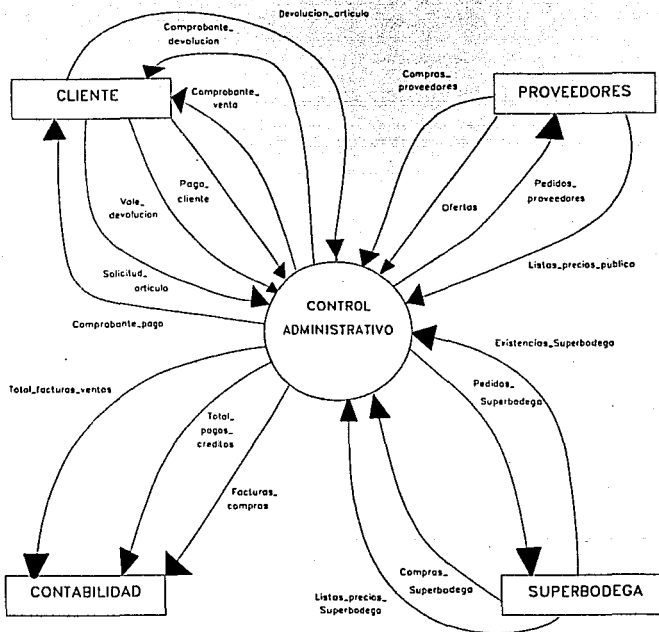 Devolucion_articulo
Comprobante_
devolucion
CLIENTE
Comprobante_
venta
Compras_
proveedores
PROVEEDORES
Vale_
devolucion
Pago_
cliente
Ofertas
Pedidos_
proveedores
Solicitud_
articulo
Listas_precios_publico
Comprobante_pago
CONTROL
ADMINISTRATIVO
Existencias_Superbodega
Total_facturas_ventas
Pedidos_
Superbodega
Total_
pagos_
creditos
Facturas_
compras
CONTABILIDAD
Listas_precios_
Superbodega
Compras_
Superbodega
SUPERBODEGA